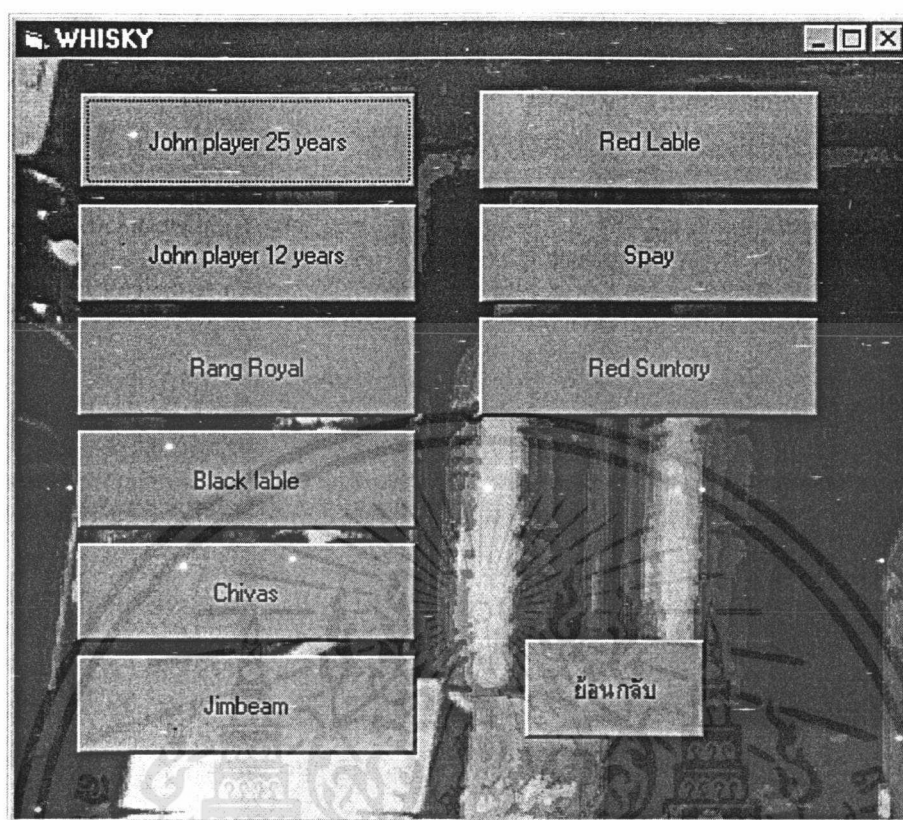 WHISKY
John player 25 years
Red Lable
John player 12 years
Spay
Rang Royal
Red Suntory
Black lable
Chivas
Jimbeam
ย้อนกลับ